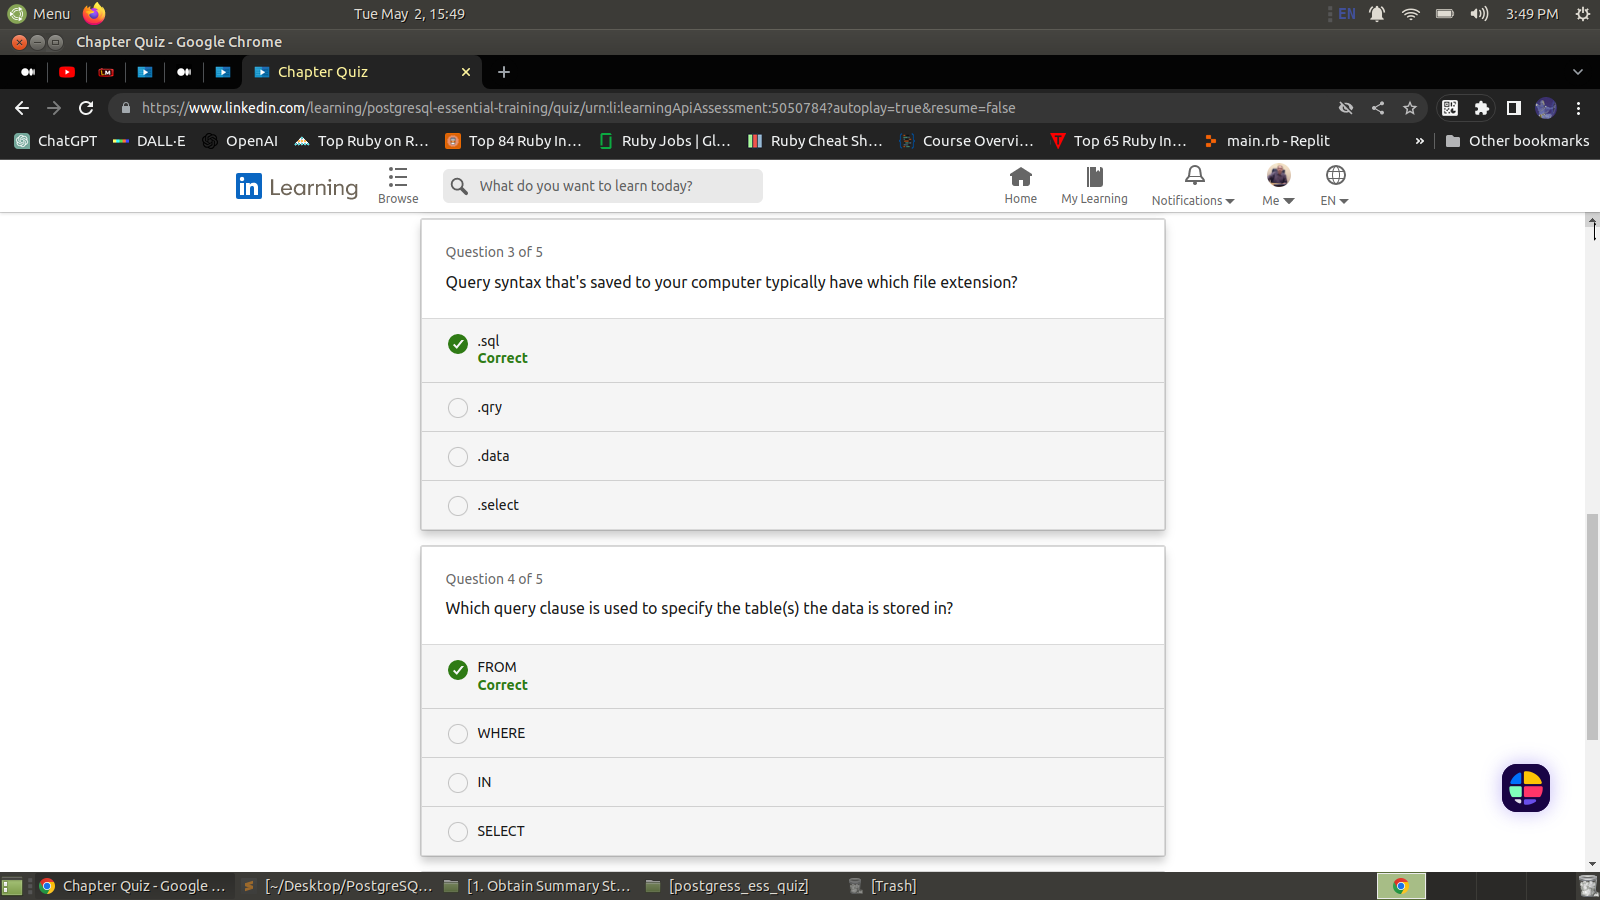 Menu
Tue May 2, 15:49
EN
3:49 PM
Chapter Quiz - Google Chrome
LM
Chapter Quiz
https://www.linkedin.com/learning/postgresql-essential-training/quiz/urn:li:learningApiAssessment:5050784?autoplay=true&resume=false
ChatGPT
DALL·E
OpenAI
Top Ruby on R...
Top 84 Ruby In...
Ruby Jobs | Gl...
Ruby Cheat Sh...
Course Overvi...
Top 65 Ruby In...
main.rb - Replit
»
Other bookmarks
in Learning
Browse
What do you want to learn today?
Home
My Learning
Notifications
Me
EN
Question 3 of 5
Query syntax that's saved to your computer typically have which file extension?
.sql
Correct
.qry
.data
.select
Question 4 of 5
Which query clause is used to specify the table(s) the data is stored in?
FROM
Correct
WHERE
IN
SELECT
Chapter Quiz - Google ...
[~/Desktop/PostgreSQ...
[1. Obtain Summary St...
[postgress_ess_quiz]
[Trash]